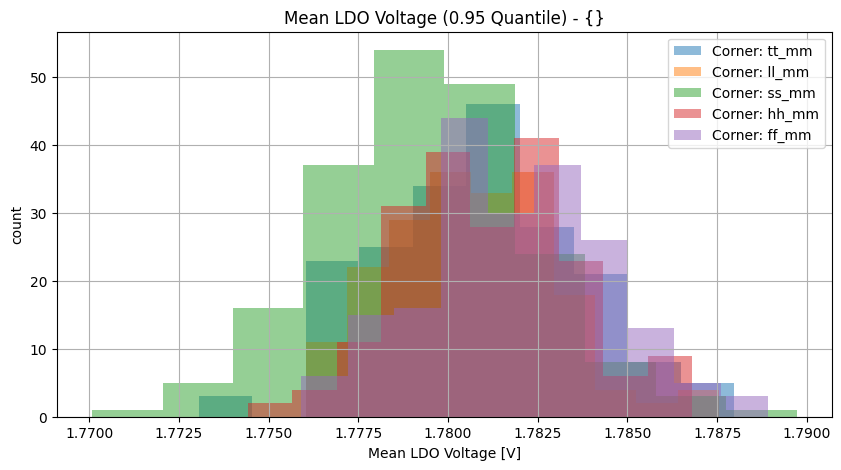 Mean LDO Voltage (0.95 Quantile) - {}
Corner: tt_mm
Corner: ll_mm
Corner: ss_mm
Corner: hh_mm
Corner: ff_mm
50
40
30
20
10
0
count
1.7700 1.7725 1.7750 1.7775 1.7800 1.7825 1.7850 1.7875 1.7900
Mean LDO Voltage [V]